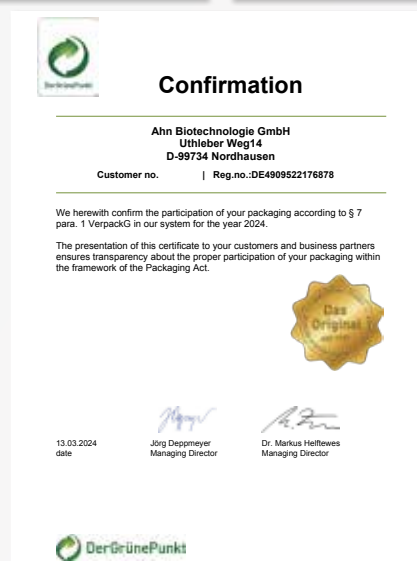 DerGrünePunkt
Confirmation
Ahn Biotechnologie GmbH
Uthleber Weg14
D-99734 Nordhausen
Customer no. | Reg.no.:DE4909522176878
We herewith confirm the participation of your packaging according to § 7
para. 1 VerpackG in our system for the year 2024.
The presentation of this certificate to your customers and business partners
ensures transparency about the proper participation of your packaging within
the framework of the Packaging Act.
Das
Original
13.03.2024 Jörg Deppmeyer Dr. Markus Helftewes
date Managing Director Managing Director
DerGrünePunkt